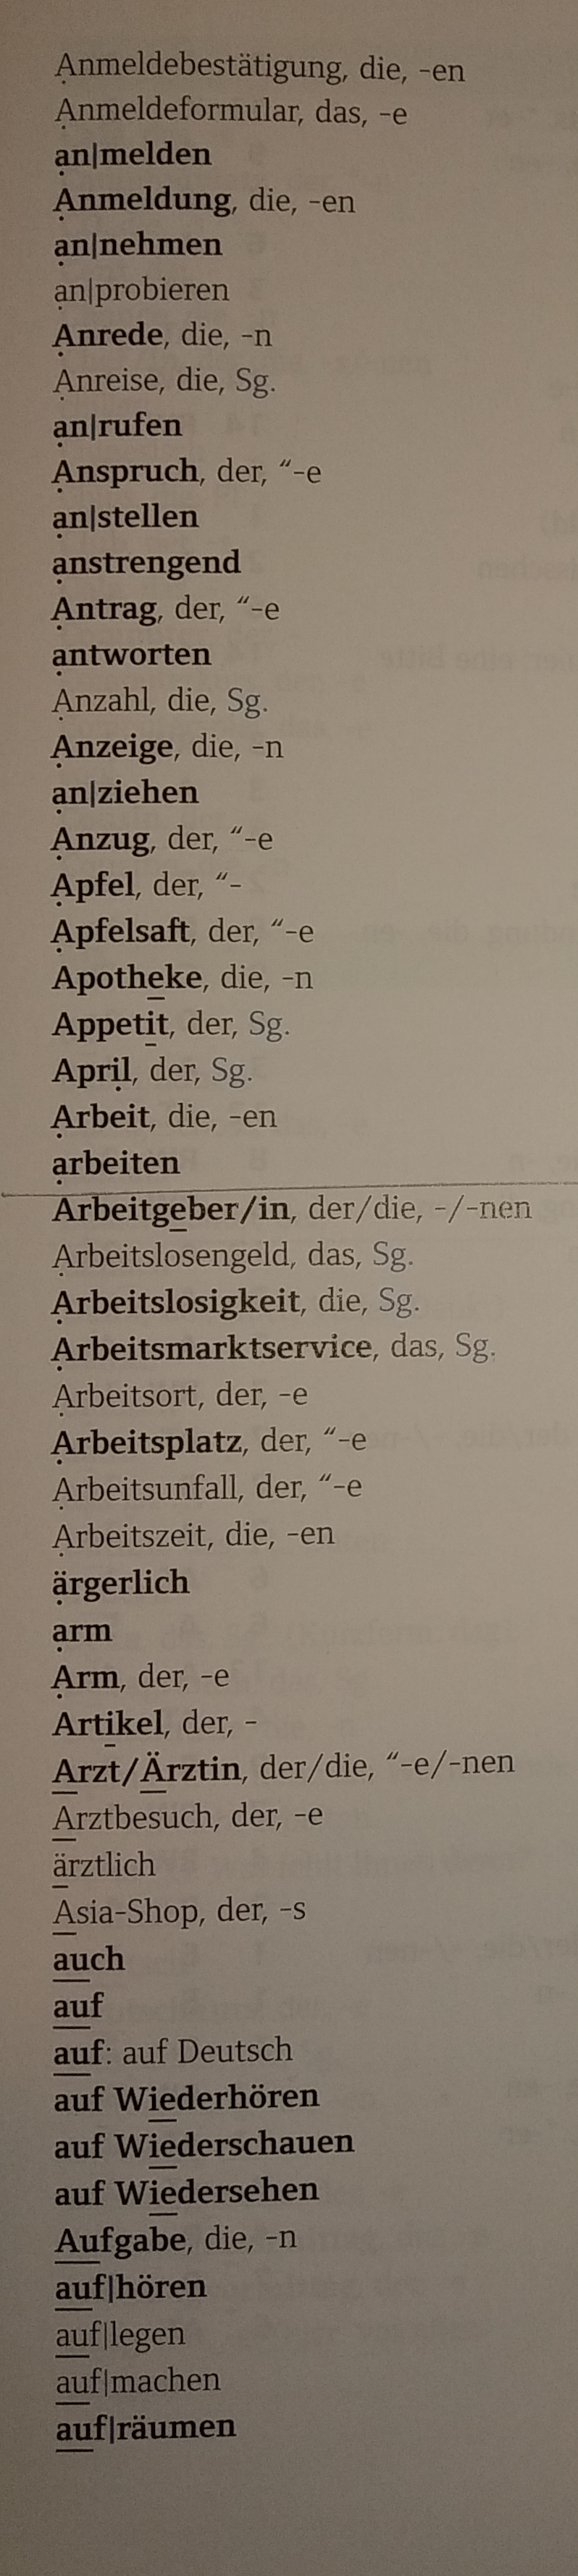 Anmeldebestätigung, die, -en
Anmeldeformular, das, -e
an|melden
Anmeldung, die, -en
an|nehmen
an|probieren
Anrede, die, -n
Anreise, die, Sg.
an|rufen
Anspruch, der, “-e
an|stellen
anstrengend
Antrag, der, “-e
antworten
Anzahl, die, Sg.
Anzeige, die, -n
an|ziehen
Anzug, der, “-e
Apfel, der, “-
Apfelsaft, der, “-e
Apotheke, die, -n
Appetit, der, Sg.
April, der, Sg.
Arbeit, die, -en
arbeiten
Arbeitgeber/in, der/die, -/-nen
Arbeitslosengeld, das, Sg.
Arbeitslosigkeit, die, Sg.
Arbeitsmarktservice, das, Sg.
Arbeitsort, der, -e
Arbeitsplatz, der, “-e
Arbeitsunfall, der, “-e
Arbeitszeit, die, -en
ärgerlich
arm
Arm, der, -e
Artikel, der, -
Arzt/Ärztin, der/die, “-e/-nen
Arztbesuch, der, -e
ärztlich
Asia-Shop, der, -s
auch
auf
auf: auf Deutsch
auf Wiederhören
auf Wiederschauen
auf Wiedersehen
Aufgabe, die, -n
auf|hören
auf|legen
auf|machen
auf|räumen